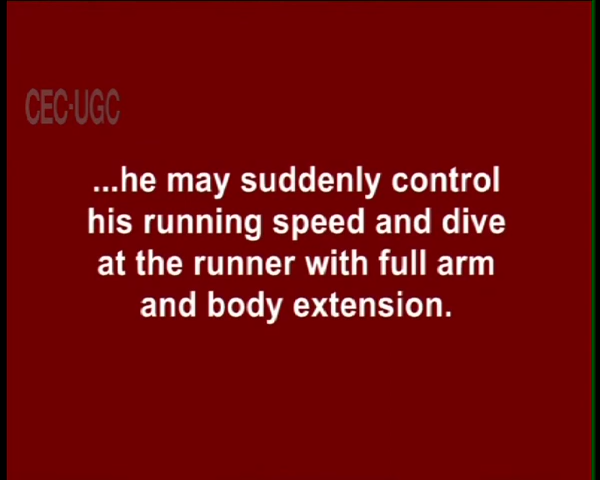 CEC-UGC
...he may suddenly control
his running speed and dive
at the runner with full arm
and body extension.